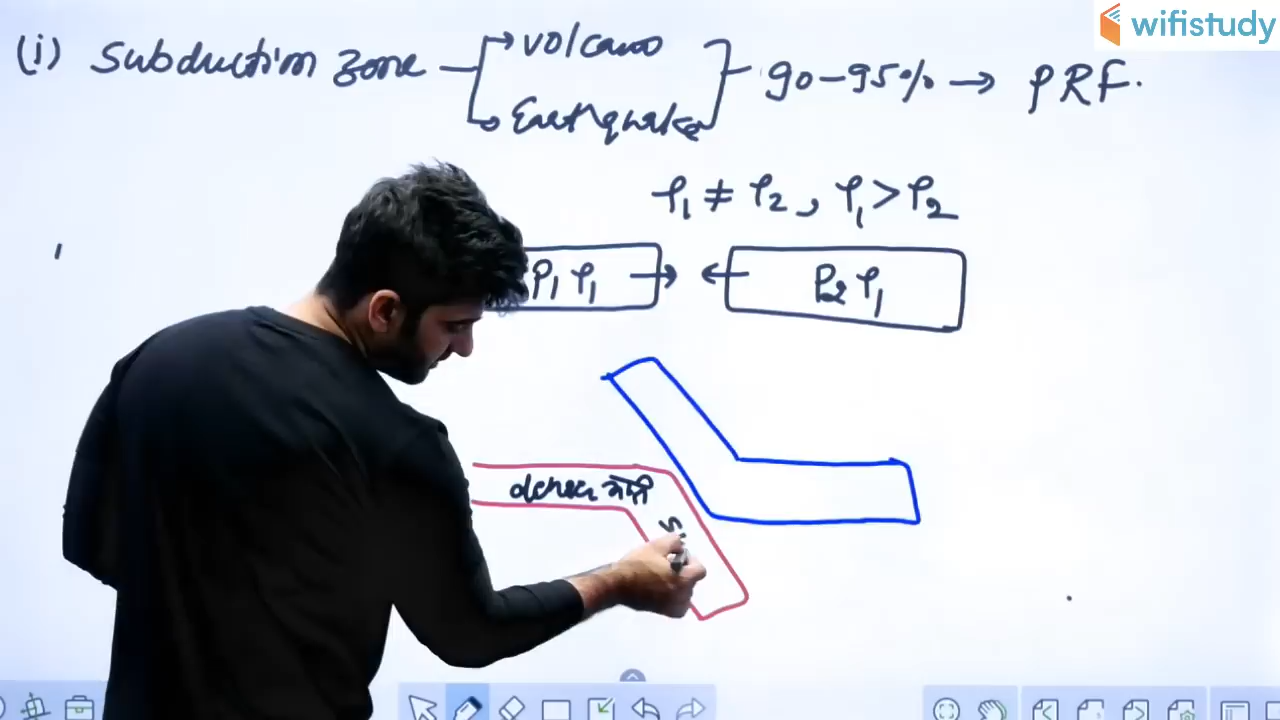 wifistudy
(i) Subduction zone → volcano
Earthquake
90-95% → PRF.
ρ₁ ≠ ρ₂, ρ₁ > ρ₂
P₁ ρ₁ →
← P₂ ρ₁
denser